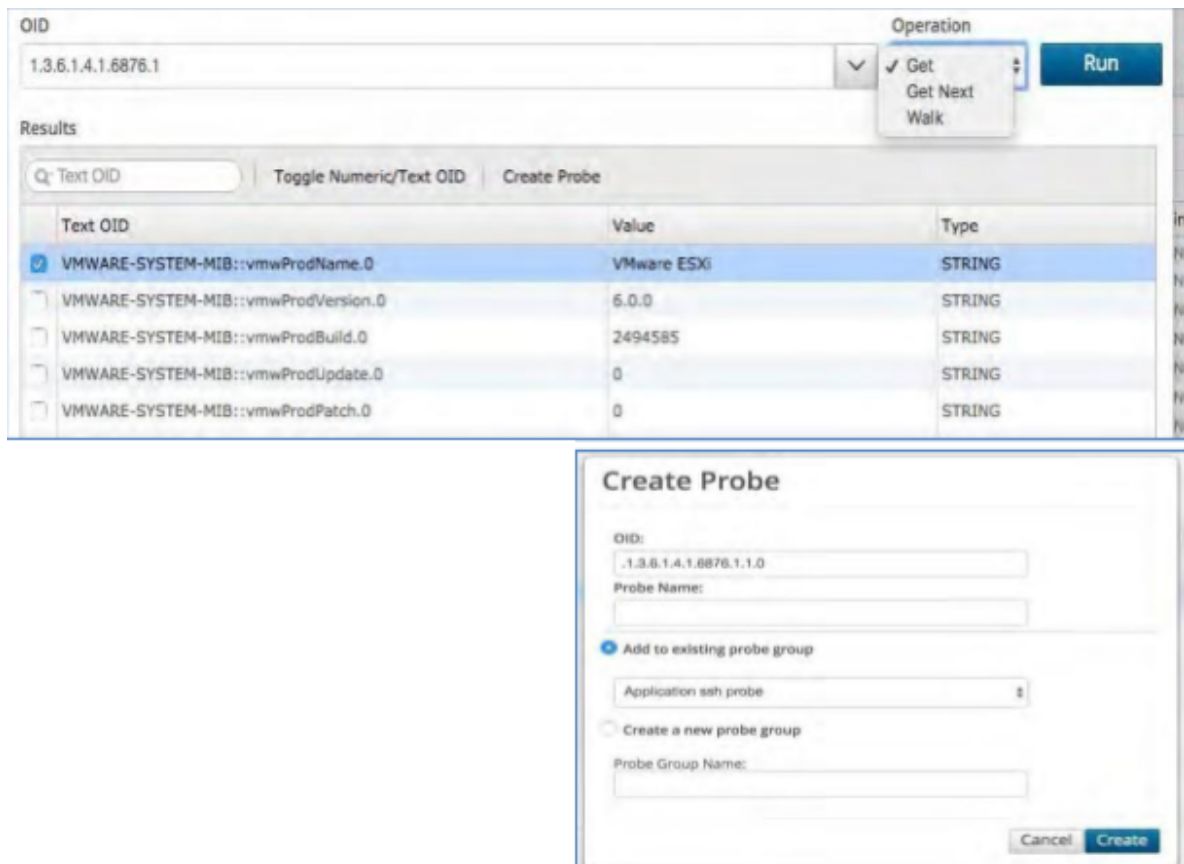 OID
Operation
1.3.6.1.4.1.6876.1
Get
Get Next
Walk
Run
Results
Text OID
Toggle Numeric/Text OID
Create Probe
Text OID Value Type
VMWARE-SYSTEM-MIB::vmwProdName.0 VMware ESXi STRING
VMWARE-SYSTEM-MIB::vmwProdVersion.0 6.0.0 STRING
VMWARE-SYSTEM-MIB::vmwProdBuild.0 2494585 STRING
VMWARE-SYSTEM-MIB::vmwProdUpdate.0 0 STRING
VMWARE-SYSTEM-MIB::vmwProdPatch.0 0 STRING
Create Probe
OID:
.1.3.6.1.4.1.6876.1.1.0
Probe Name:
Add to existing probe group
Application ssh probe
Create a new probe group
Probe Group Name:
Cancel
Create